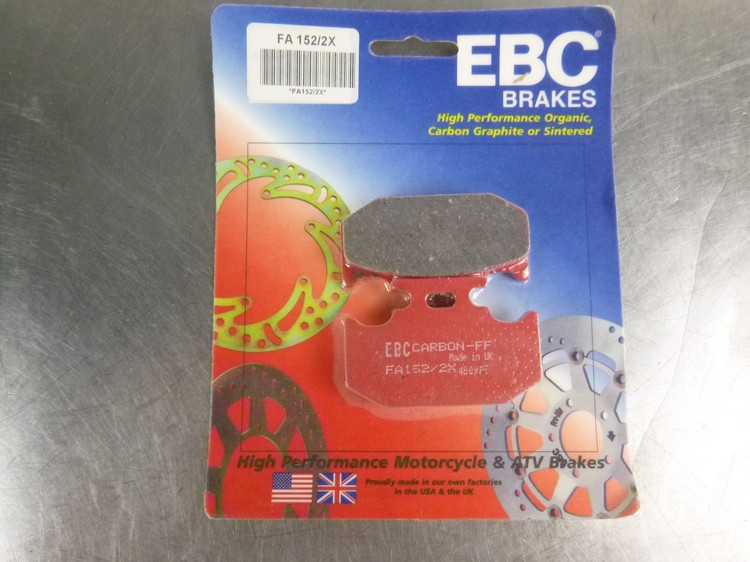 FA 152/2X
*FA152/2X*
EBC
BRAKES
High Performance Organic,
Carbon Graphite or Sintered
EBC CARBON-FF
Made in UK
FA152/2X
High Performance Motorcycle & ATV Brakes
Proudly made in our own factories
in the USA & the UK